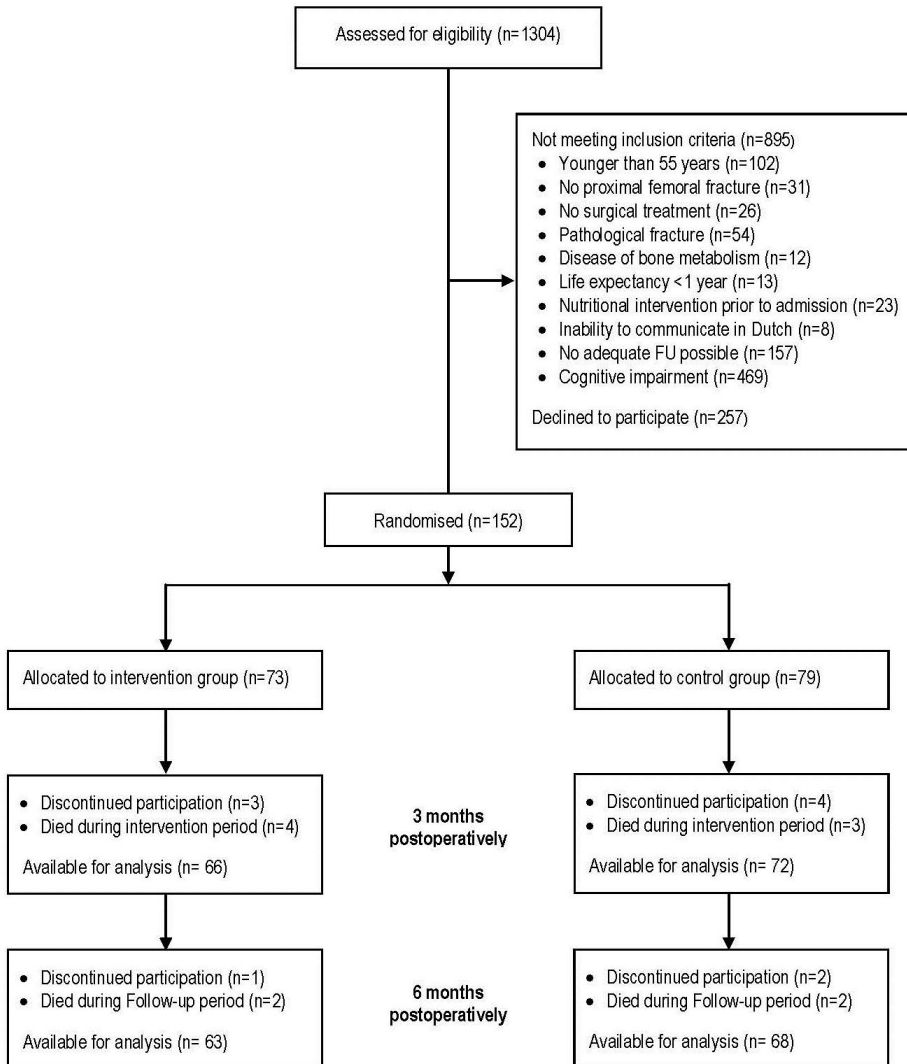 Assessed for eligibility (n=1304)
Not meeting inclusion criteria (n=895)
• Younger than 55 years (n=102)
• No proximal femoral fracture (n=31)
• No surgical treatment (n=26)
• Pathological fracture (n=54)
• Disease of bone metabolism (n=12)
• Life expectancy <1 year (n=13)
• Nutritional intervention prior to admission (n=23)
• Inability to communicate in Dutch (n=8)
• No adequate FU possible (n=157)
• Cognitive impairment (n=469)
Declined to participate (n=257)
Randomised (n=152)
Allocated to intervention group (n=73)
Allocated to control group (n=79)
• Discontinued participation (n=3)
• Died during intervention period (n=4)
Available for analysis (n= 66)
3 months
postoperatively
• Discontinued participation (n=4)
• Died during intervention period (n=3)
Available for analysis (n=72)
• Discontinued participation (n=1)
• Died during Follow-up period (n=2)
Available for analysis (n= 63)
6 months
postoperatively
• Discontinued participation (n=2)
• Died during Follow-up period (n=2)
Available for analysis (n= 68)